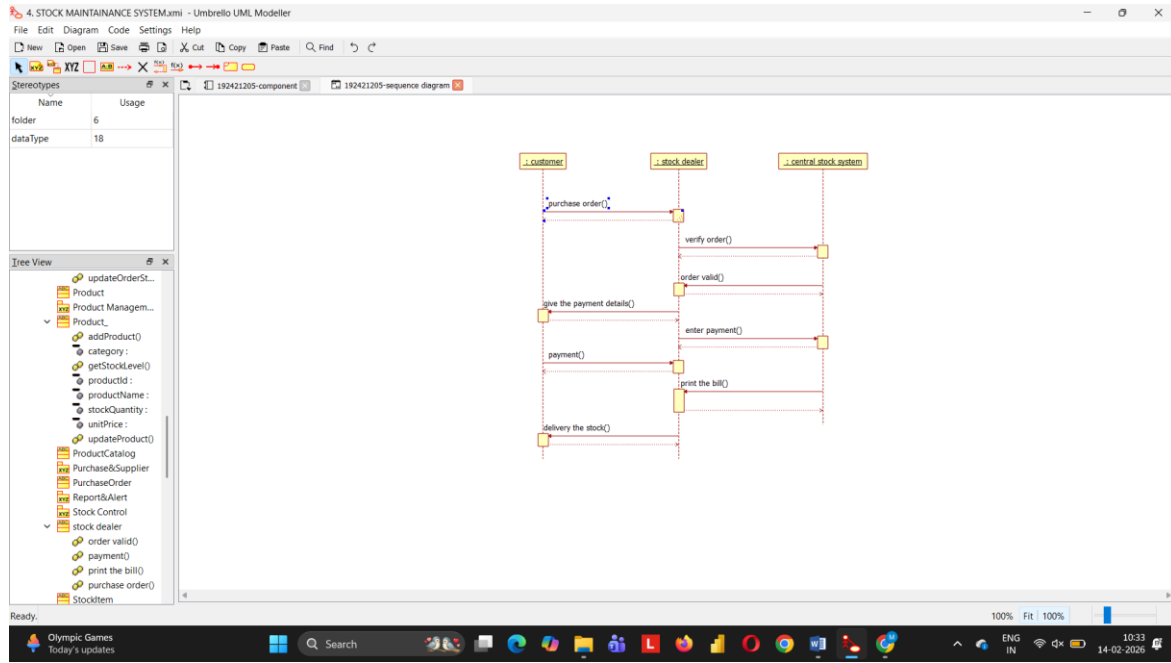 4. STOCK MAINTAINANCE SYSTEM.xmi - Umbrello UML Modeller
File Edit Diagram Code Settings Help
New Open Save Cut Copy Paste Find
XYZ A:B
Stereotypes
192421205-component
192421205-sequence diagram
Name Usage
folder 6
dataType 18
Tree View
updateOrderSt...
Product
Product Managem...
Product_
addProduct()
category :
getStockLevel()
productId :
productName :
stockQuantity :
unitPrice :
updateProduct()
ProductCatalog
Purchase&Supplier
PurchaseOrder
Report&Alert
Stock Control
stock dealer
order valid()
payment()
print the bill()
purchase order()
StockItem
: customer
: stock dealer
: central stock system
purchase order()
verify order()
order valid()
give the payment details()
enter payment()
payment()
print the bill()
delivery the stock()
Ready.
100% Fit 100%
Olympic Games
Today's updates
Search
ENG
IN
10:33
14-02-2026